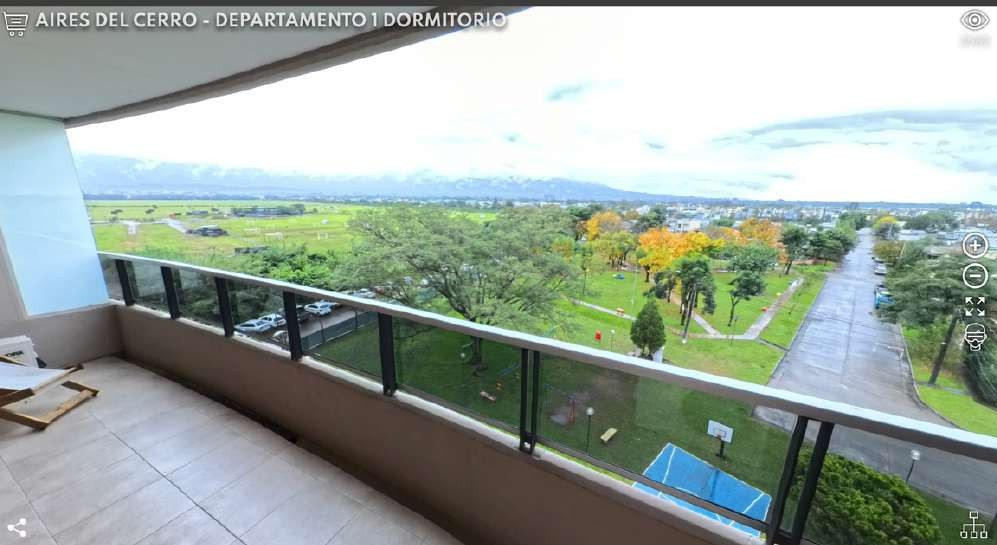 AIRES DEL CERRO - DEPARTAMENTO 1 DORMITORIO